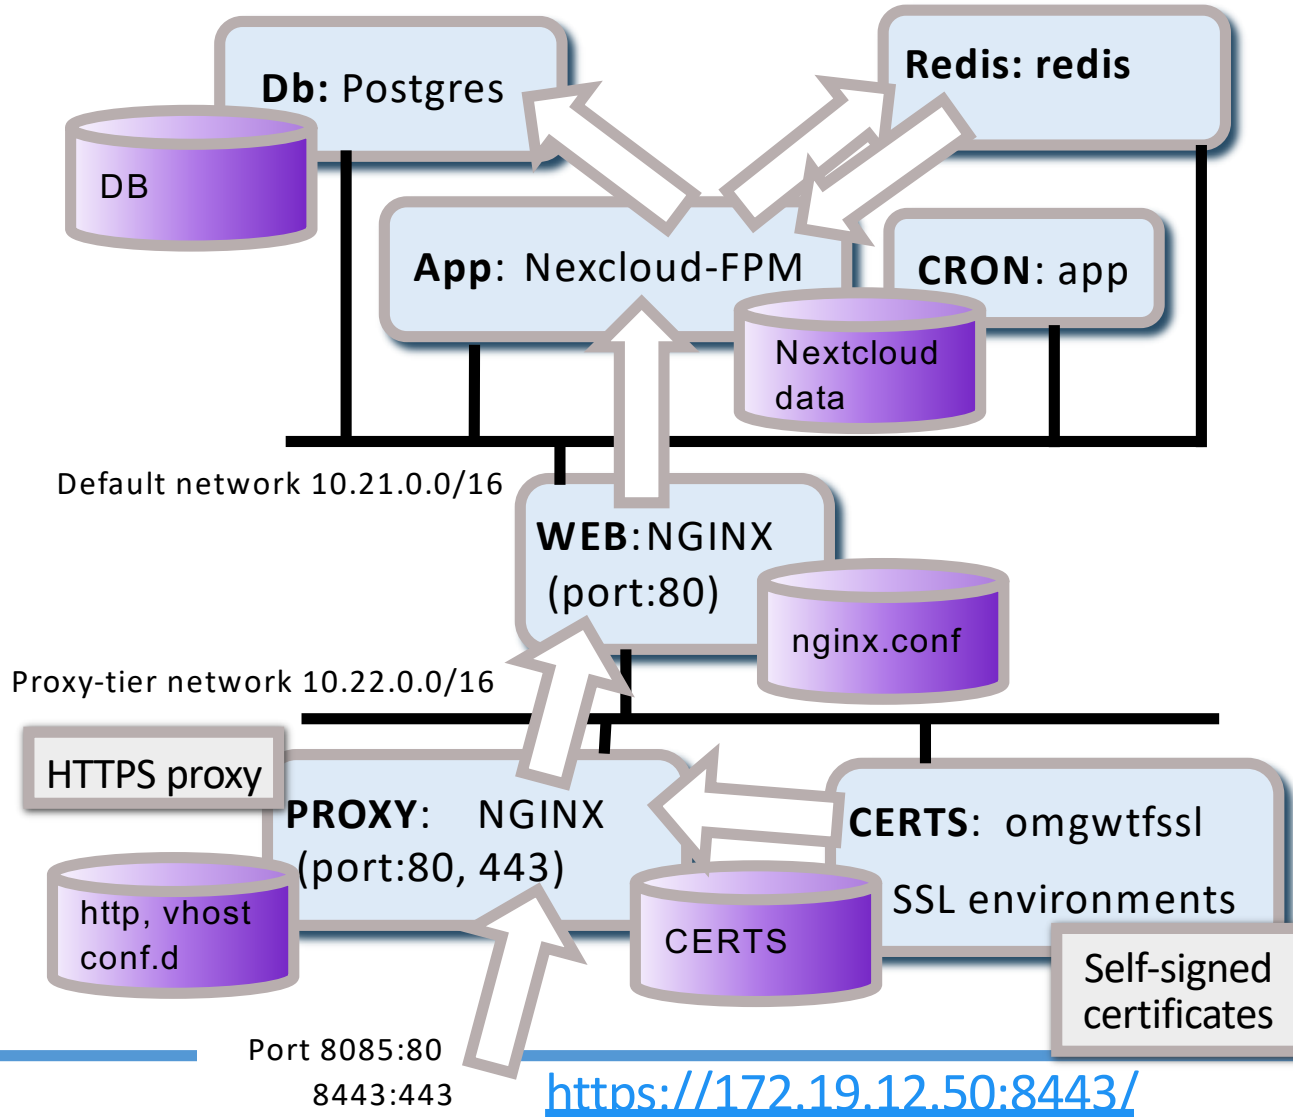 Db: Postgres
Redis: redis
DB
App: Nexcloud-FPM
CRON: app
Nextcloud
data
Default network 10.21.0.0/16
WEB:NGINX
(port:80)
nginx.conf
Proxy-tier network 10.22.0.0/16
HTTPS proxy
PROXY: NGINX
(port:80, 443)
CERTS: omgwtfssl
SSL environments
http, vhost
conf.d
CERTS
Self-signed
certificates
Port 8085:80
8443:443
https://172.19.12.50:8443/